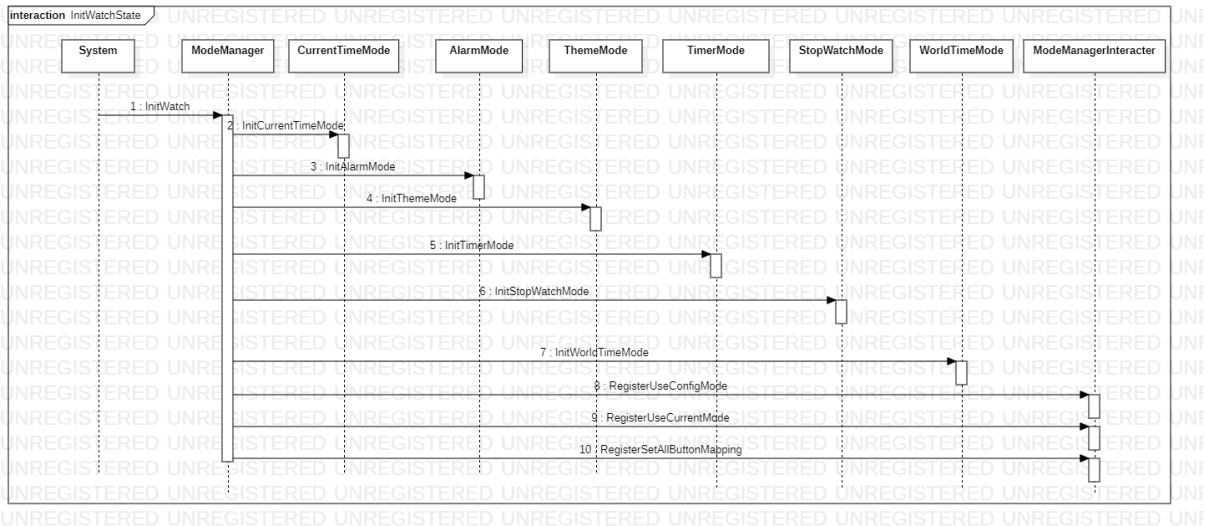 interaction InitWatchState
System
ModeManager
CurrentTimeMode
AlarmMode
ThemeMode
TimerMode
StopWatchMode
WorldTimeMode
ModeManagerInteracter
1 : InitWatch
2 : InitCurrentTimeMode
3 : InitAlarmMode
4 : InitThemeMode
5 : InitTimerMode
6 : InitStopWatchMode
7 : InitWorldTimeMode
8 : RegisterUseConfigMode
9 : RegisterUseCurrentMode
10 : RegisterSetAllButtonMapping
UNREGISTERED